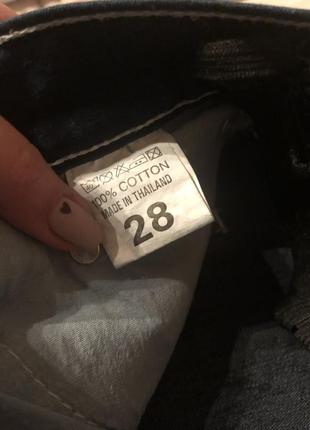 100% COTTON
MADE IN THAILAND
28